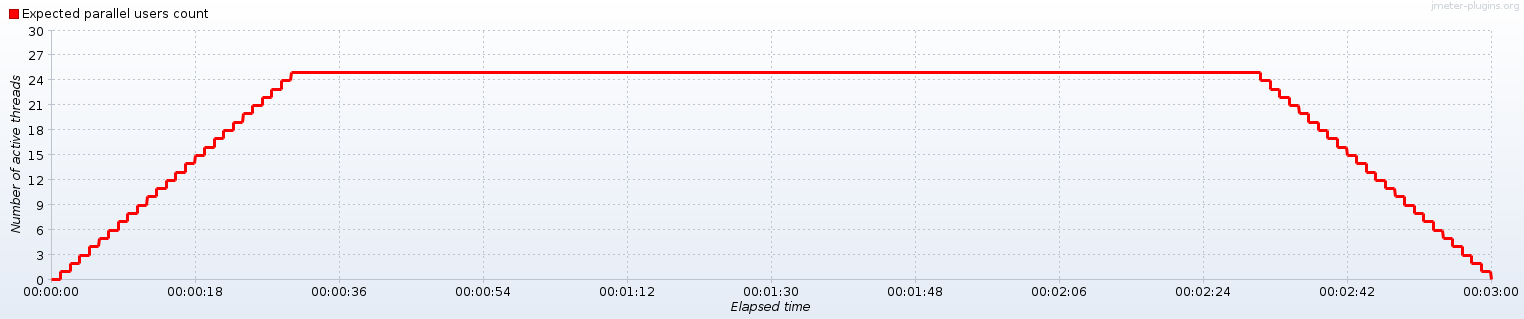 Expected parallel users count
jmeter-plugins.org
Number of active threads
30
27
24
21
18
15
12
9
6
3
0
00:00:00 00:00:18 00:00:36 00:00:54 00:01:12 00:01:30 00:01:48 00:02:06 00:02:24 00:02:42 00:03:00
Elapsed time